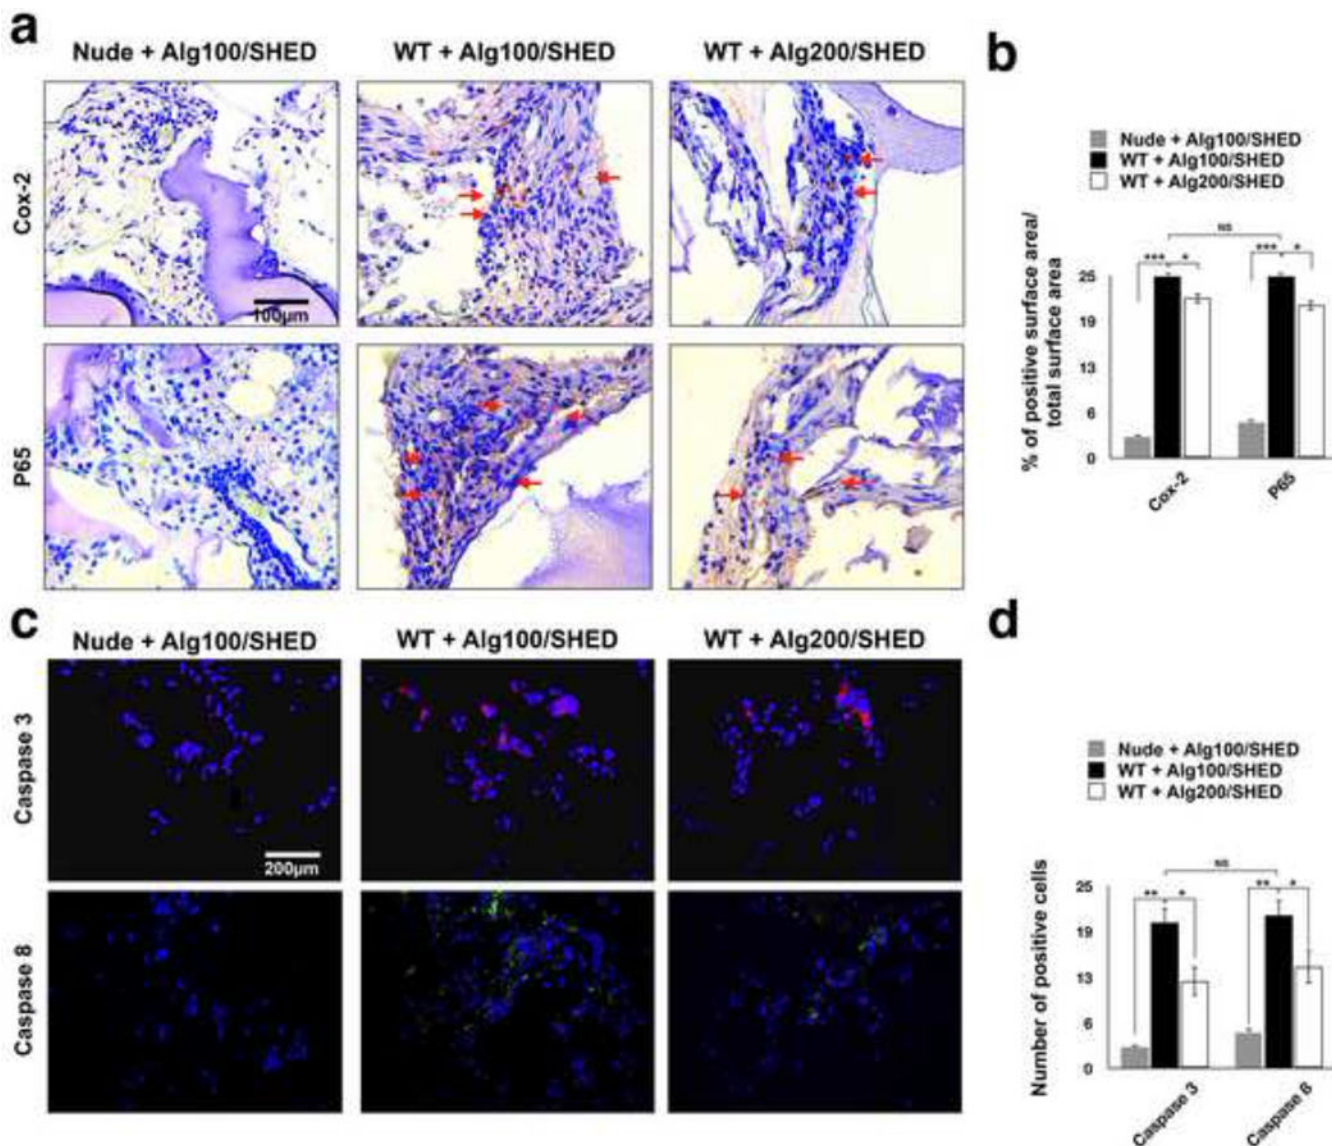 a
Nude + Alg100/SHED
WT + Alg100/SHED
WT + Alg200/SHED
Cox-2
100µm
P65
b
Nude + Alg100/SHED
WT + Alg100/SHED
WT + Alg200/SHED
% of positive surface area/
total surface area
NS
*** *
*** *
25
19
13
6
0
Cox-2
P65
c
Nude + Alg100/SHED
WT + Alg100/SHED
WT + Alg200/SHED
Caspase 3
200µm
Caspase 8
d
Nude + Alg100/SHED
WT + Alg100/SHED
WT + Alg200/SHED
Number of positive cells
NS
** *
** *
25
19
13
6
0
Caspase 3
Caspase 8